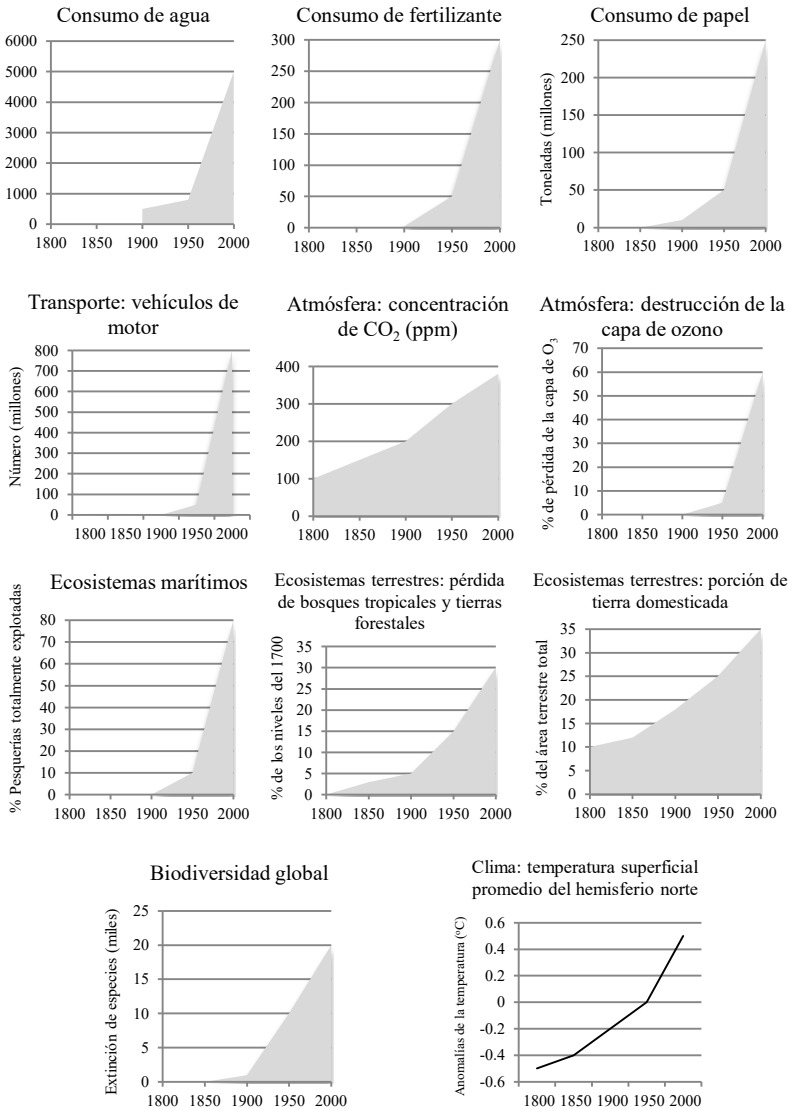 Consumo de agua
6000
5000
4000
3000
2000
1000
0
1800 1850 1900 1950 2000
Consumo de fertilizante
300
250
200
150
100
50
0
1800 1850 1900 1950 2000
Consumo de papel
Toneladas (millones)
250
200
150
100
50
0
1800 1850 1900 1950 2000
Transporte: vehículos de
motor
Número (millones)
800
700
600
500
400
300
200
100
0
1800 1850 1900 1950 2000
Atmósfera: concentración
de CO₂ (ppm)
400
300
200
100
0
1800 1850 1900 1950 2000
Atmósfera: destrucción de la
capa de ozono
% de pérdida de la capa de O₃
70
60
50
40
30
20
10
0
1800 1850 1900 1950 2000
Ecosistemas marítimos
% Pesquerías totalmente explotadas
80
70
60
50
40
30
20
10
0
1800 1850 1900 1950 2000
Ecosistemas terrestres: pérdida
de bosques tropicales y tierras
forestales
% de los niveles del 1700
35
30
25
20
15
10
5
0
1800 1850 1900 1950 2000
Ecosistemas terrestres: porción de
tierra domesticada
% del área terrestre total
35
30
25
20
15
10
5
0
1800 1850 1900 1950 2000
Biodiversidad global
Extinción de especies (miles)
25
20
15
10
5
0
1800 1850 1900 1950 2000
Clima: temperatura superficial
promedio del hemisferio norte
Anomalías de la temperatura (°C)
0.6
0.4
0.2
0
-0.2
-0.4
-0.6
1800 1850 1900 1950 2000